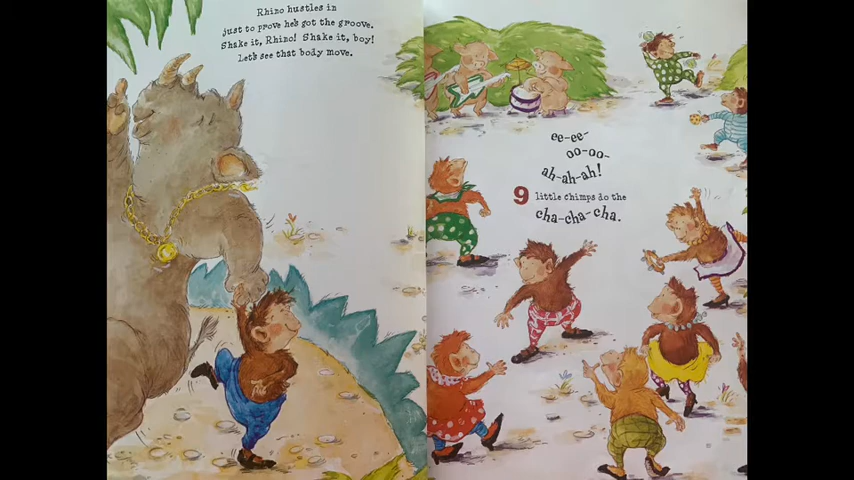 Rhino hustles in
just to prove he's got the groove.
Shake it, Rhino! Shake it, boy!
Let's see that body move.
ee-ee-
oo-oo-
ah-ah-ah!
9 little chimps do the
cha-cha-cha.